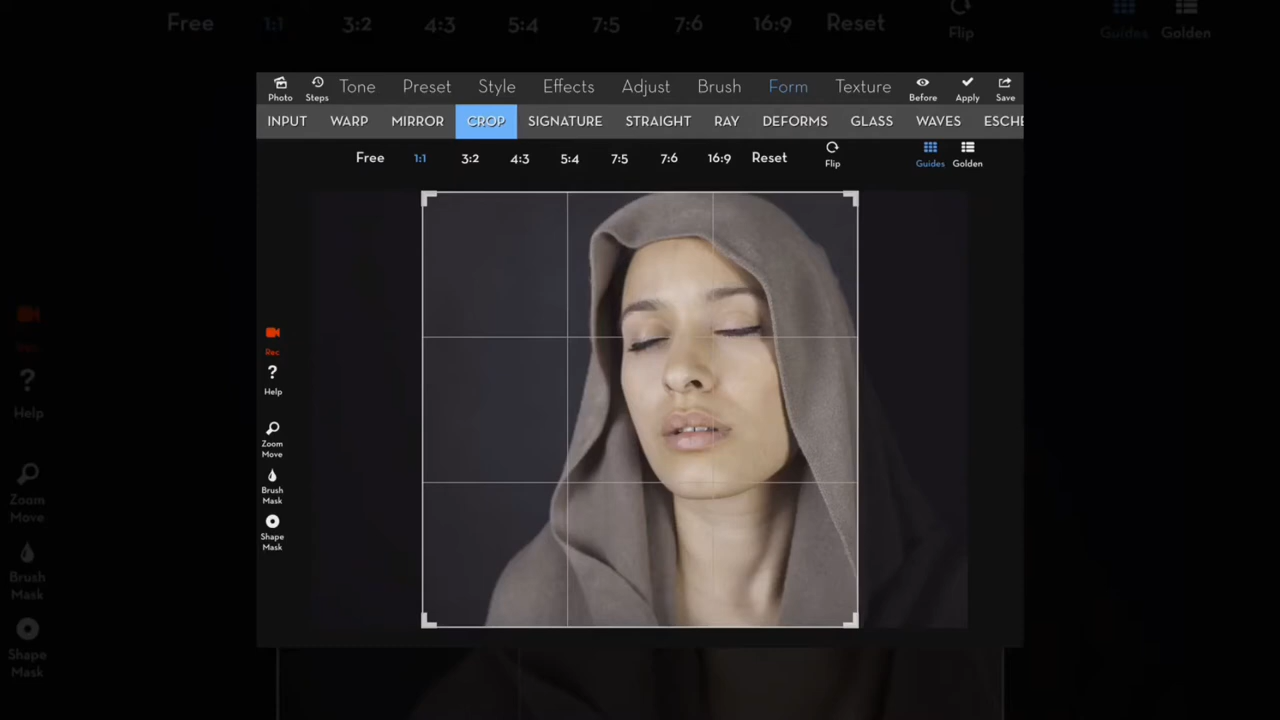 Free 1:1 3:2 4:3 5:4 7:5 7:6 16:9 Reset Flip Guides Golden
Photo Steps Tone Preset Style Effects Adjust Brush Form Texture Before Apply Save
INPUT WARP MIRROR CROP SIGNATURE STRAIGHT RAY DEFORMS GLASS WAVES ESCHE
Free 1:1 3:2 4:3 5:4 7:5 7:6 16:9 Reset Flip Guides Golden
Rec
? Help
Zoom
Move
Brush
Mask
Shape
Mask
Rec
? Help
Zoom
Move
Brush
Mask
Shape
Mask